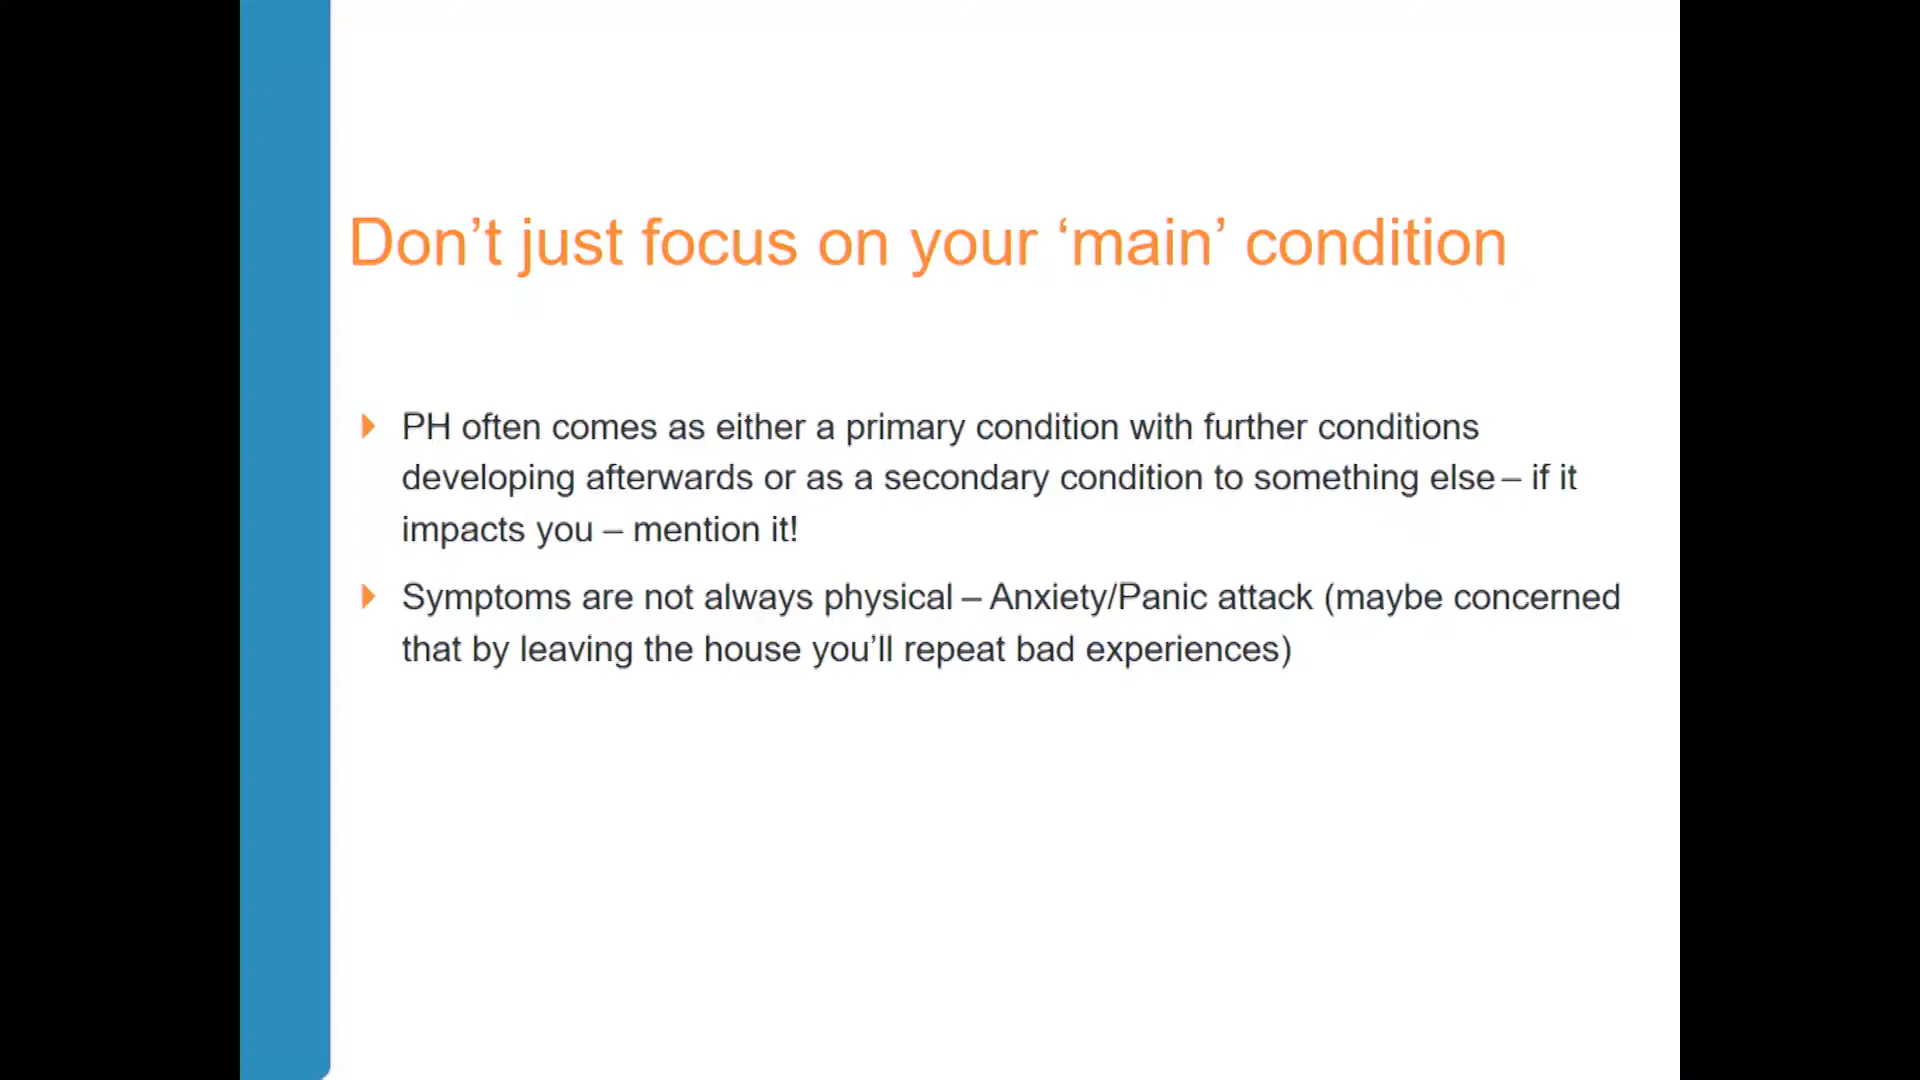 Don’t just focus on your ‘main’ condition
PH often comes as either a primary condition with further conditions
developing afterwards or as a secondary condition to something else – if it
impacts you – mention it!
Symptoms are not always physical – Anxiety/Panic attack (maybe concerned
that by leaving the house you’ll repeat bad experiences)